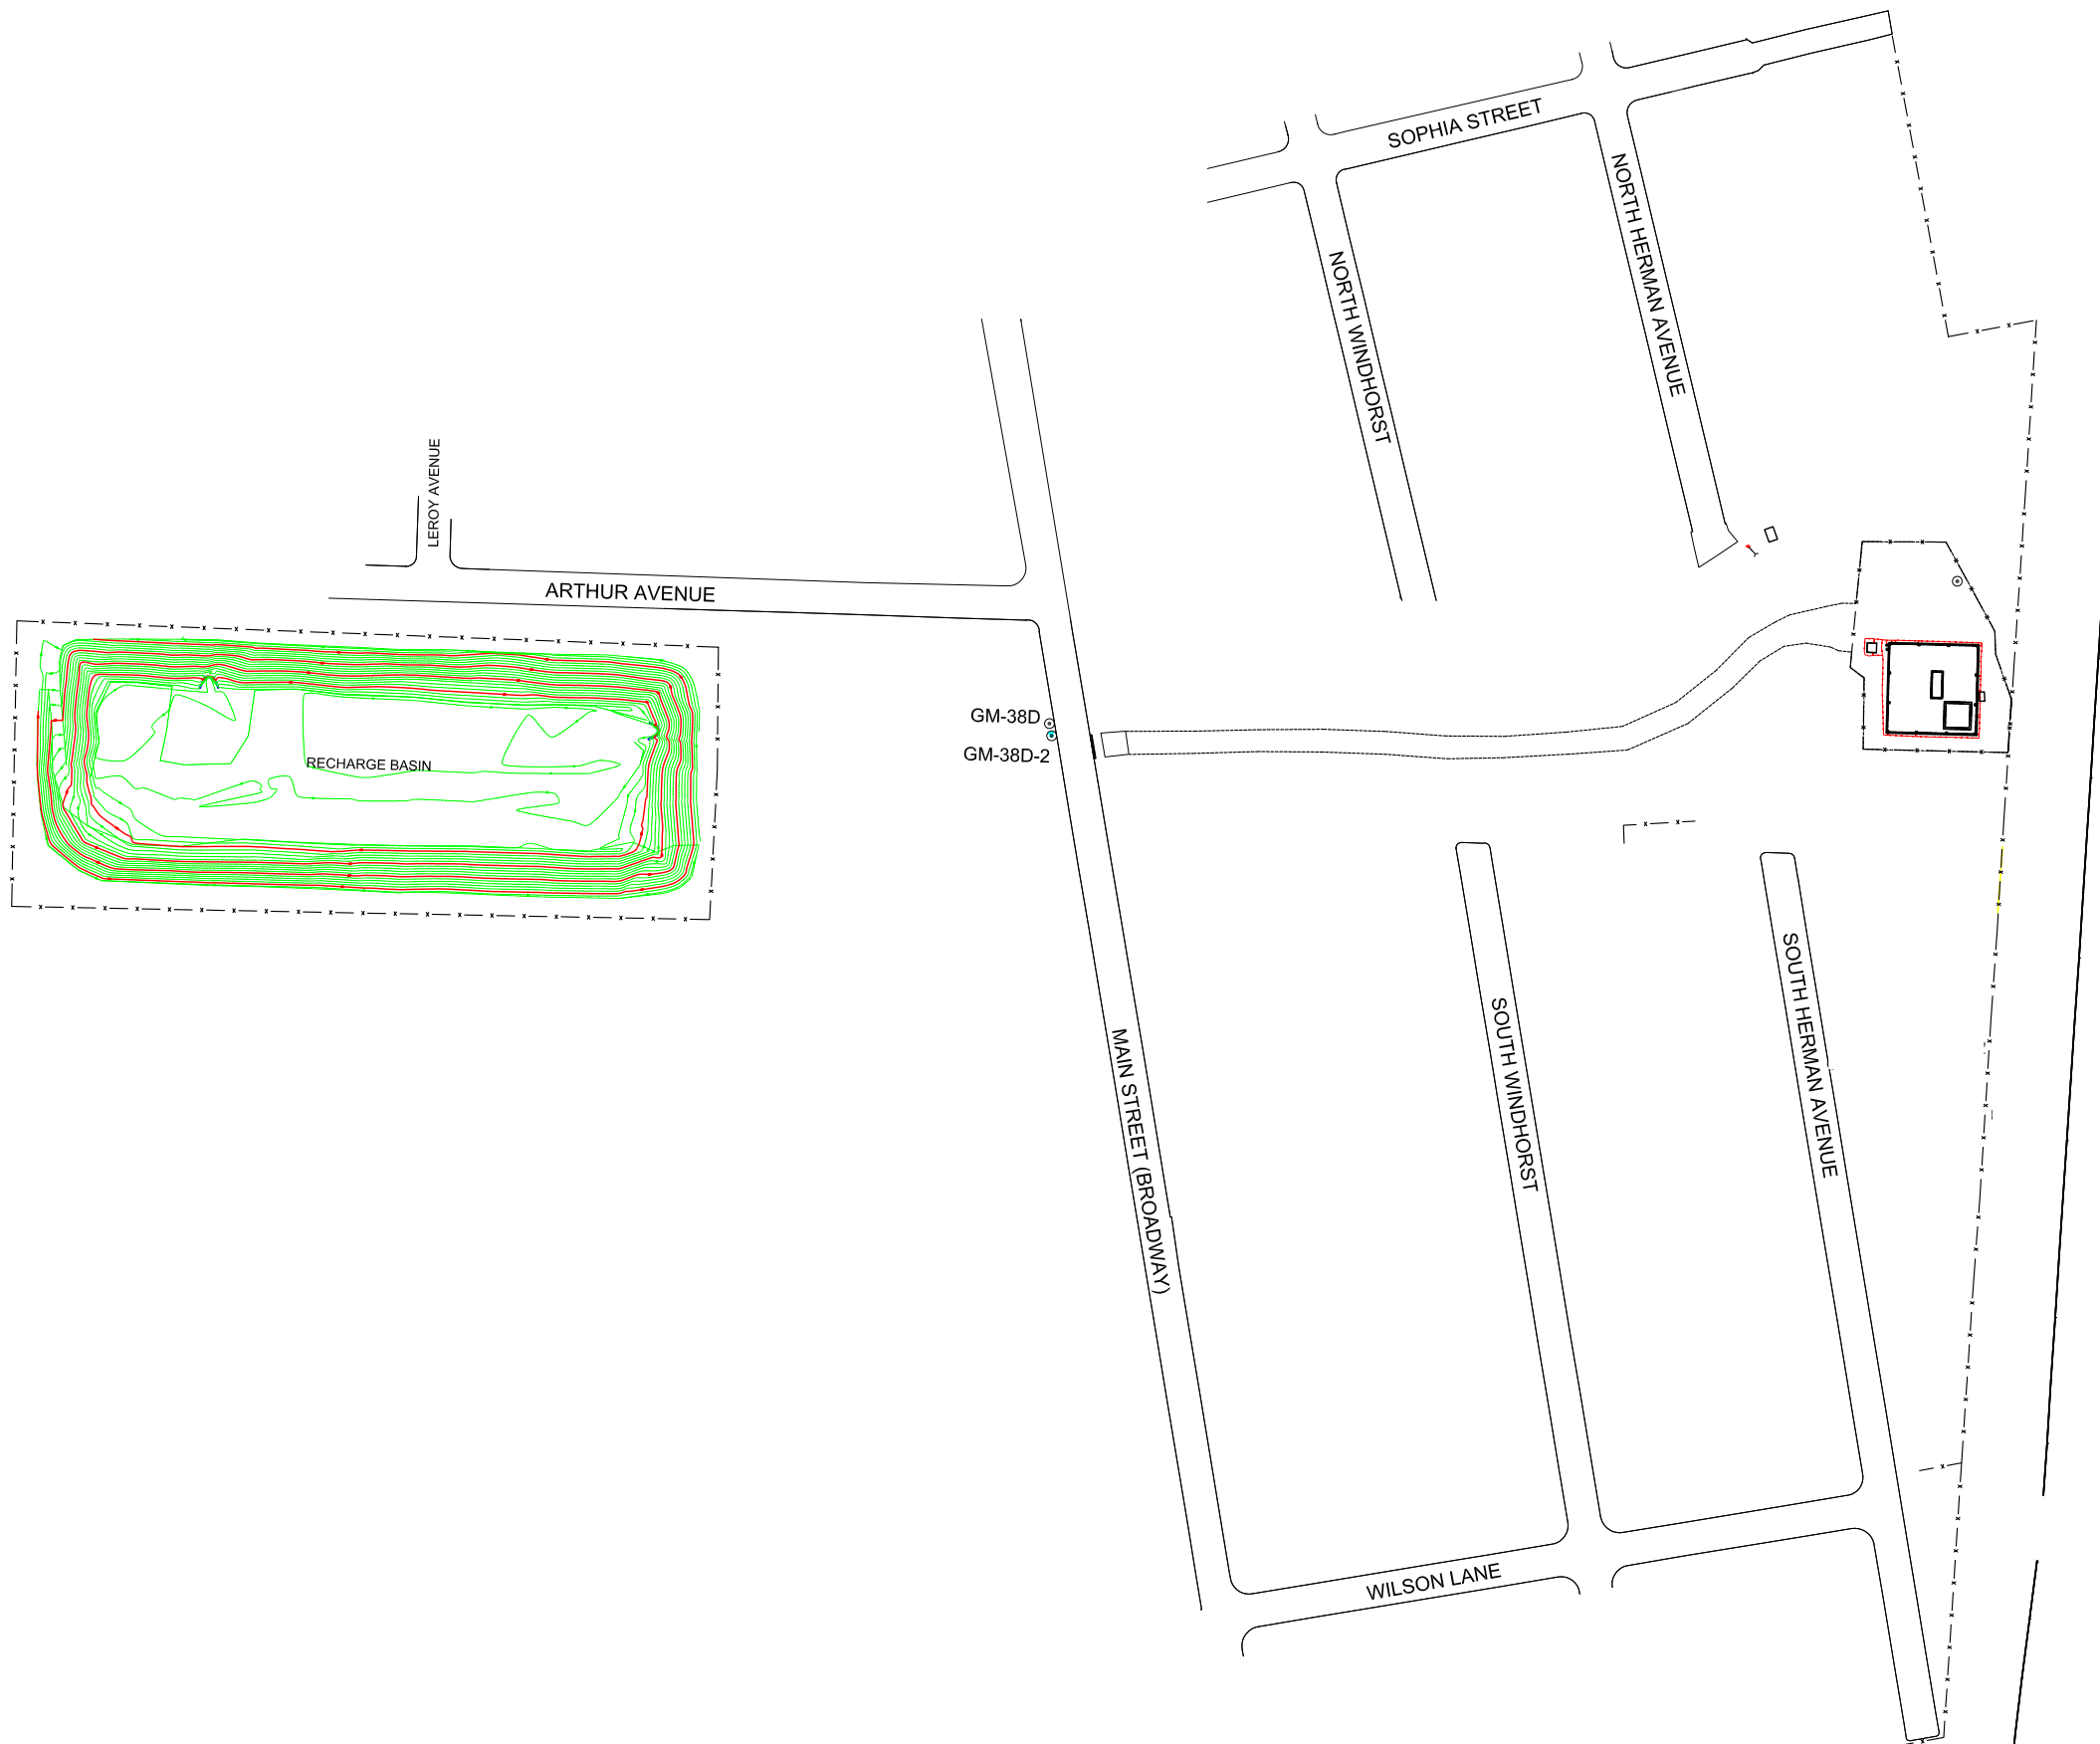 SOPHIA STREET
NORTH HERMAN AVENUE
NORTH WINDHORST
LEROY AVENUE
ARTHUR AVENUE
GM-38D
GM-38D-2
RECHARGE BASIN
SOUTH HERMAN AVENUE
SOUTH WINDHORST
MAIN STREET (BROADWAY)
WILSON LANE